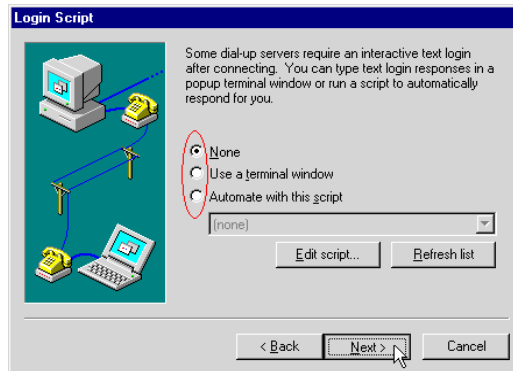 Login Script
Some dial-up servers require an interactive text login
after connecting. You can type text login responses in a
popup terminal window or run a script to automatically
respond for you.
None
Use a terminal window
Automate with this script
(none)
Edit script...
Refresh list
< Back
Next >
Cancel